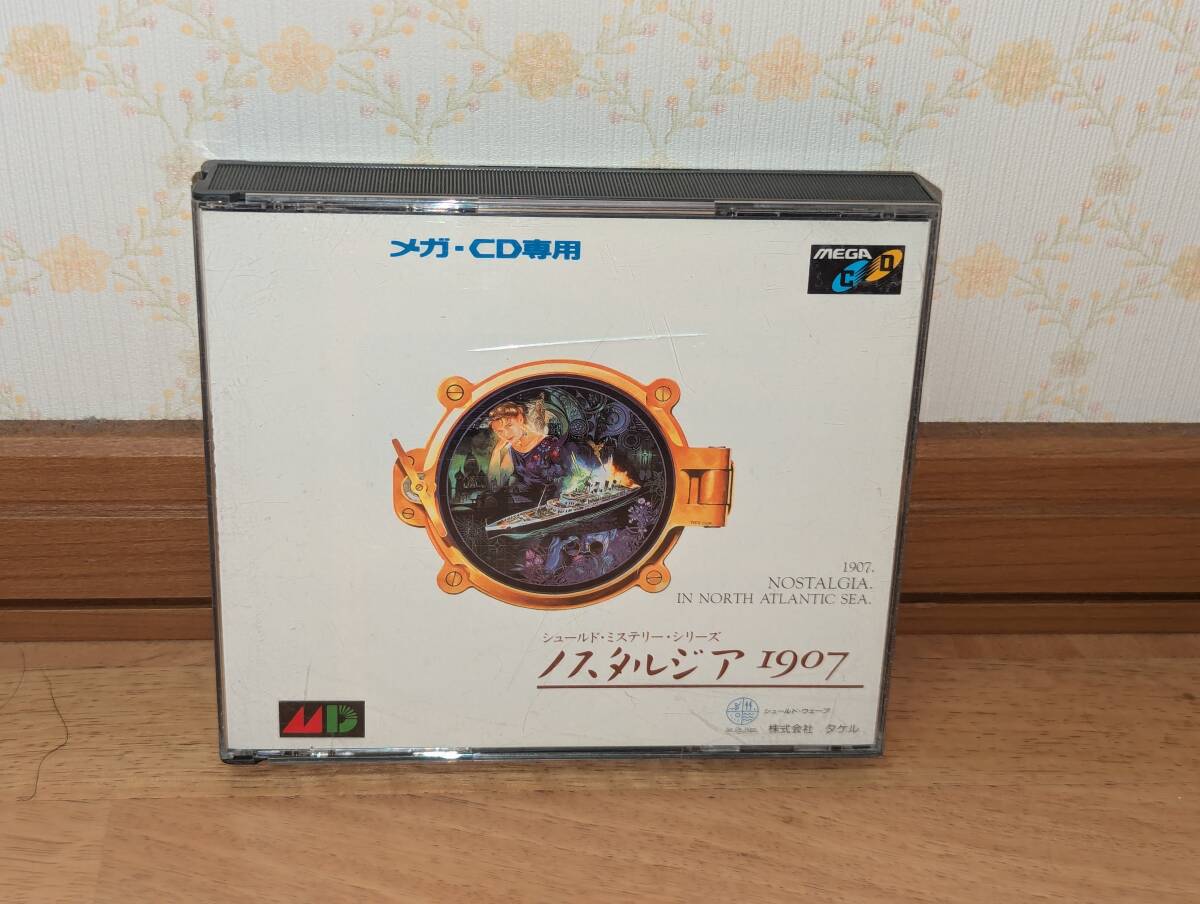 メガ-CD専用
MEGA CD
1907.
NOSTALGIA.
IN NORTH ATLANTIC SEA.
シュールド・ミステリー・シリーズ
ノスタルジア 1907
MD
シュールド・ウェーブ
株式会社 タケル